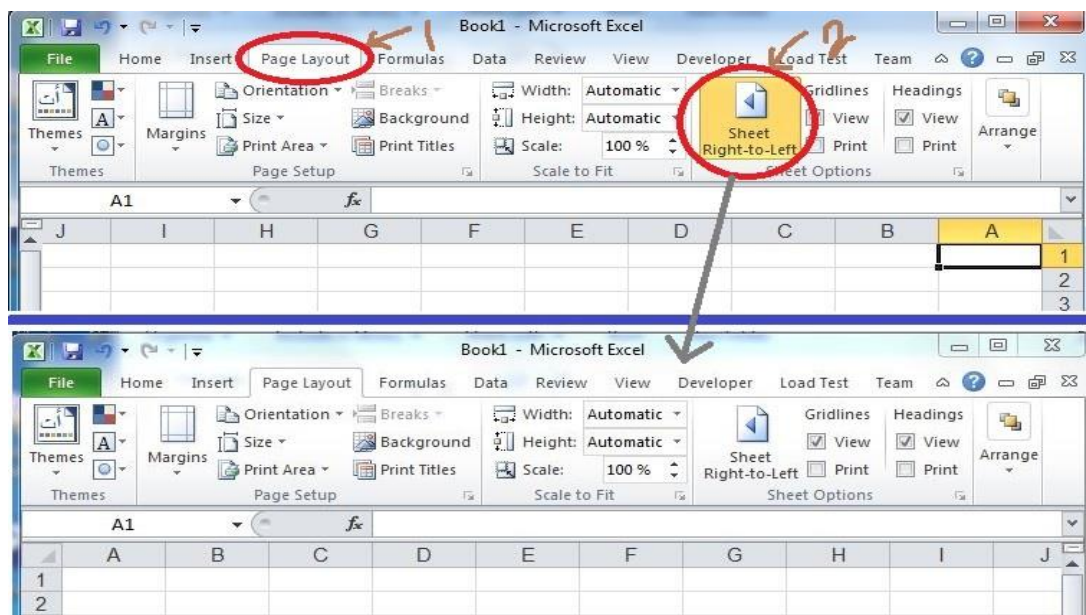 Book1 - Microsoft Excel
1
2
File Home Insert Page Layout Formulas Data Review View Developer Load Test Team
Orientation Breaks Width: Automatic Gridlines Headings
Size Background Height: Automatic View View
Themes Margins Print Area Print Titles Scale: 100 % Sheet Right-to-Left Print Print Arrange
Themes Page Setup Scale to Fit Sheet Options
A1 fx
J I H G F E D C B A
1
2
3
Book1 - Microsoft Excel
File Home Insert Page Layout Formulas Data Review View Developer Load Test Team
Orientation Breaks Width: Automatic Gridlines Headings
Size Background Height: Automatic View View
Themes Margins Print Area Print Titles Scale: 100 % Sheet Right-to-Left Print Print Arrange
Themes Page Setup Scale to Fit Sheet Options
A1 fx
A B C D E F G H I J
1
2